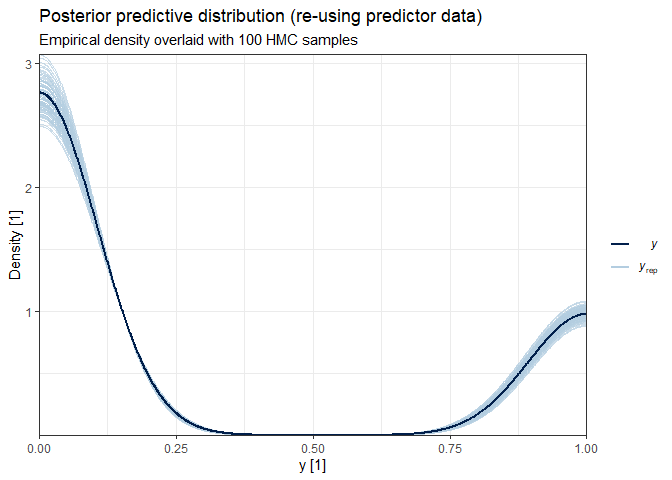 Posterior predictive distribution (re-using predictor data)
Empirical density overlaid with 100 HMC samples
3
2
1
Density [1]
0.00 0.25 0.50 0.75 1.00
y [1]
y
y rep